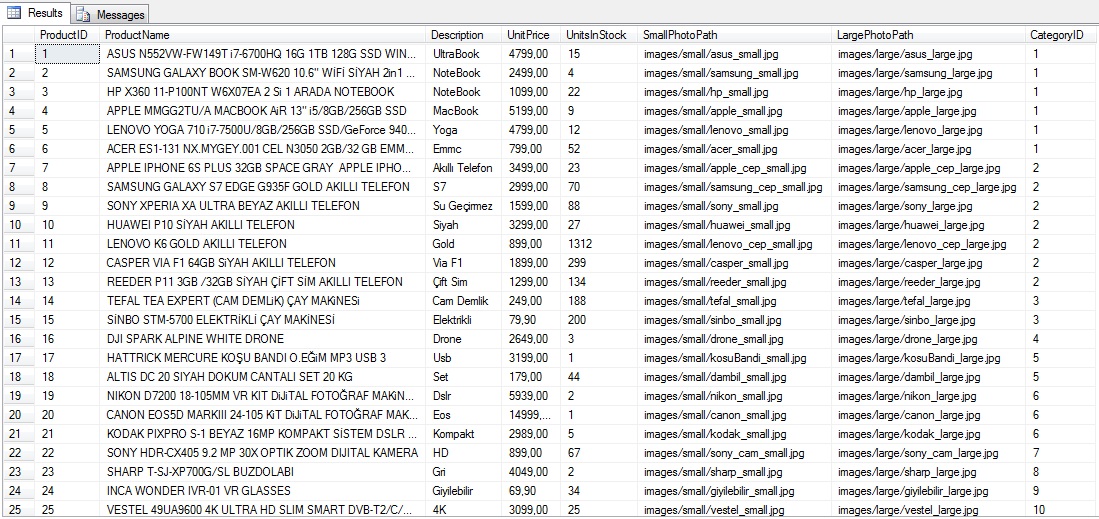 Results Messages
ProductID ProductName Description UnitPrice UnitsInStock SmallPhotoPath LargePhotoPath CategoryID
1 1 ASUS N552VW-FW149T i7-6700HQ 16G 1TB 128G SSD WIN... UltraBook 4799,00 15 images/small/asus_small.jpg images/large/asus_large.jpg 1
2 2 SAMSUNG GALAXY BOOK SM-W620 10.6" WiFi SİYAH 2in1 ... NoteBook 2499,00 4 images/small/samsung_small.jpg images/large/samsung_large.jpg 1
3 3 HP X360 11-P100NT W6X07EA 2 Si 1 ARADA NOTEBOOK NoteBook 1099,00 22 images/small/hp_small.jpg images/large/hp_large.jpg 1
4 4 APPLE MMGG2TU/A MACBOOK AiR 13" i5/8GB/256GB SSD MacBook 5199,00 9 images/small/apple_small.jpg images/large/apple_large.jpg 1
5 5 LENOVO YOGA 710 i7-7500U/8GB/256GB SSD/GeForce 940... Yoga 4799,00 12 images/small/lenovo_small.jpg images/large/lenovo_large.jpg 1
6 6 ACER ES1-131 NX.MYGEY.001 CEL N3050 2GB/32 GB EMM... Emmc 799,00 52 images/small/acer_small.jpg images/large/acer_large.jpg 1
7 7 APPLE IPHONE 6S PLUS 32GB SPACE GRAY APPLE IPHO... Akıllı Telefon 3499,00 23 images/small/apple_cep_small.jpg images/large/apple_cep_large.jpg 2
8 8 SAMSUNG GALAXY S7 EDGE G935F GOLD AKILLI TELEFON S7 2999,00 70 images/small/samsung_cep_small.jpg images/large/samsung_cep_large.jpg 2
9 9 SONY XPERIA XA ULTRA BEYAZ AKILLI TELEFON Su Geçirmez 1599,00 88 images/small/sony_small.jpg images/large/sony_large.jpg 2
10 10 HUAWEI P10 SİYAH AKILLI TELEFON Siyah 3299,00 27 images/small/huawei_small.jpg images/large/huawei_large.jpg 2
11 11 LENOVO K6 GOLD AKILLI TELEFON Gold 899,00 1312 images/small/lenovo_cep_small.jpg images/large/lenovo_cep_large.jpg 2
12 12 CASPER VIA F1 64GB SiYAH AKILLI TELEFON Via F1 1899,00 299 images/small/casper_small.jpg images/large/casper_large.jpg 2
13 13 REEDER P11 3GB /32GB SİYAH ÇİFT SİM AKILLI TELEFON Çift Sim 1299,00 134 images/small/reeder_small.jpg images/large/reeder_large.jpg 2
14 14 TEFAL TEA EXPERT (CAM DEMLiK) ÇAY MAKiNESi Cam Demlik 249,00 188 images/small/tefal_small.jpg images/large/tefal_large.jpg 3
15 15 SİNBO STM-5700 ELEKTRİKLİ ÇAY MAKİNESİ Elektrikli 79,90 200 images/small/sinbo_small.jpg images/large/sinbo_large.jpg 3
16 16 DJI SPARK ALPINE WHITE DRONE Drone 2649,00 3 images/small/drone_small.jpg images/large/drone_large.jpg 4
17 17 HATTRICK MERCURE KOŞU BANDI O.EĞiM MP3 USB 3 Usb 3199,00 1 images/small/kosuBandi_small.jpg images/large/kosuBandi_large.jpg 5
18 18 ALTIS DC 20 SIYAH DOKUM CANTALI SET 20 KG Set 179,00 44 images/small/dambil_small.jpg images/large/dambil_large.jpg 5
19 19 NIKON D7200 18-105MM VR KIT DiJiTAL FOTOĞRAF MAKiN... Dslr 5939,00 2 images/small/nikon_small.jpg images/large/nikon_large.jpg 6
20 20 CANON EOS5D MARKIII 24-105 KiT DiJiTAL FOTOĞRAF MAK... Eos 14999,... 1 images/small/canon_small.jpg images/large/canon_large.jpg 6
21 21 KODAK PIXPRO S-1 BEYAZ 16MP KOMPAKT SİSTEM DSLR ... Kompakt 2989,00 5 images/small/kodak_small.jpg images/large/kodak_large.jpg 6
22 22 SONY HDR-CX405 9.2 MP 30X OPTIK ZOOM DIJITAL KAMERA HD 899,00 67 images/small/sony_cam_small.jpg images/large/sony_cam_large.jpg 7
23 23 SHARP T-SJ-XP700G/SL BUZDOLABI Gri 4049,00 2 images/small/sharp_small.jpg images/large/sharp_large.jpg 8
24 24 INCA WONDER IVR-01 VR GLASSES Giyilebilir 69,90 34 images/small/giyilebilir_small.jpg images/large/giyilebilir_large.jpg 9
25 25 VESTEL 49UA9600 4K ULTRA HD SLIM SMART DVB-T2/C/... 4K 3099,00 25 images/small/vestel_small.jpg images/large/vestel_large.jpg 10